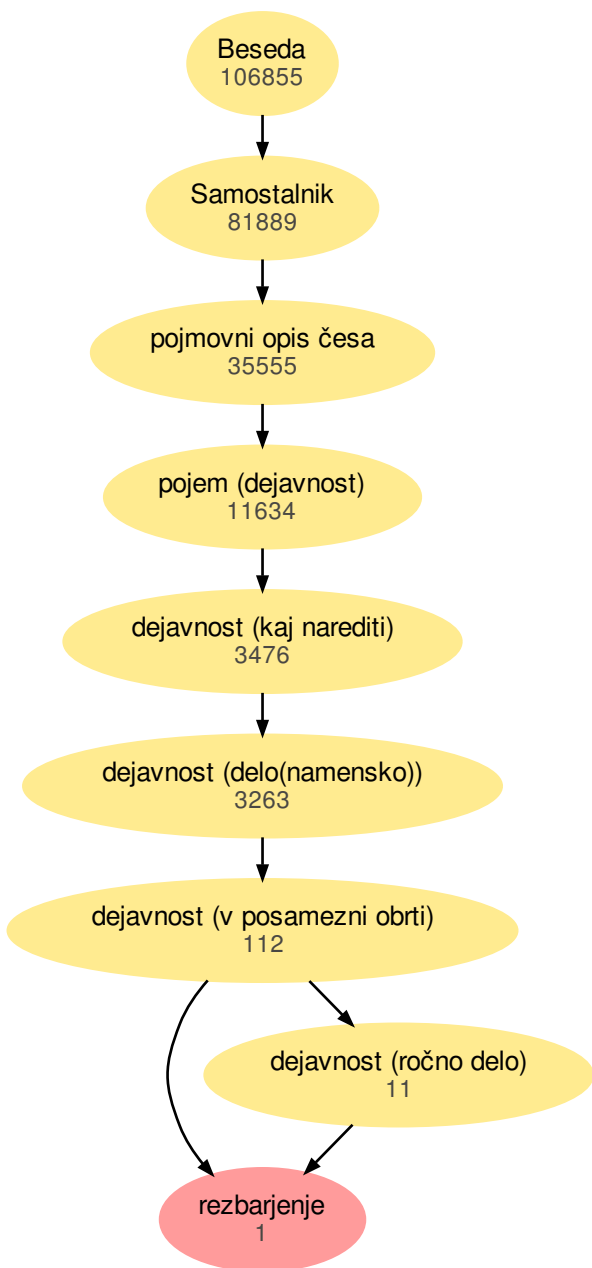 Beseda
106855
Samostalnik
81889
pojmovni opis česa
35555
pojem (dejavnost)
11634
dejavnost (kaj narediti)
3476
dejavnost (delo(namensko))
3263
dejavnost (v posamezni obrti)
112
dejavnost (ročno delo)
11
rezbarjenje
1